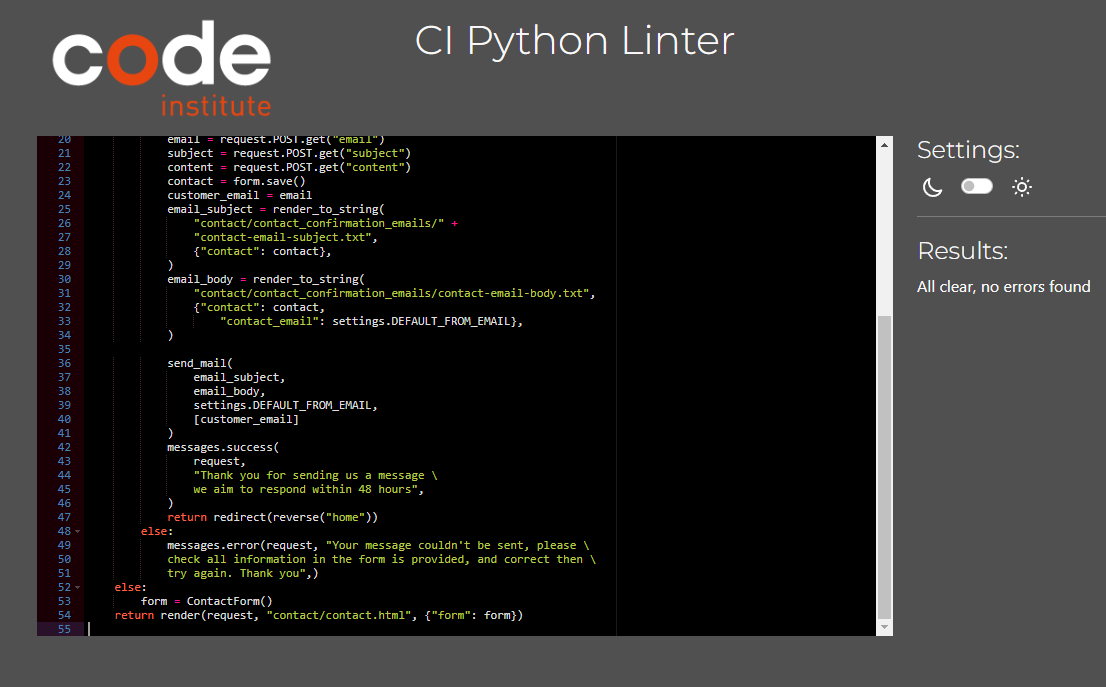 code
institute
CI Python Linter
20 email = request.POST.get("email")
21 subject = request.POST.get("subject")
22 content = request.POST.get("content")
23 contact = form.save()
24 customer_email = email
25 email_subject = render_to_string(
26 "contact/contact_confirmation_emails/" +
27 "contact-email-subject.txt",
28 {"contact": contact},
29 )
30 email_body = render_to_string(
31 "contact/contact_confirmation_emails/contact-email-body.txt",
32 {"contact": contact,
33 "contact_email": settings.DEFAULT_FROM_EMAIL},
34 )
35
36 send_mail(
37 email_subject,
38 email_body,
39 settings.DEFAULT_FROM_EMAIL,
40 [customer_email]
41 )
42 messages.success(
43 request,
44 "Thank you for sending us a message \
45 we aim to respond within 48 hours",
46 )
47 return redirect(reverse("home"))
48 else:
49 messages.error(request, "Your message couldn't be sent, please \
50 check all information in the form is provided, and correct then \
51 try again. Thank you",)
52 else:
53 form = ContactForm()
54 return render(request, "contact/contact.html", {"form": form})
55
Settings:
Results:
All clear, no errors found